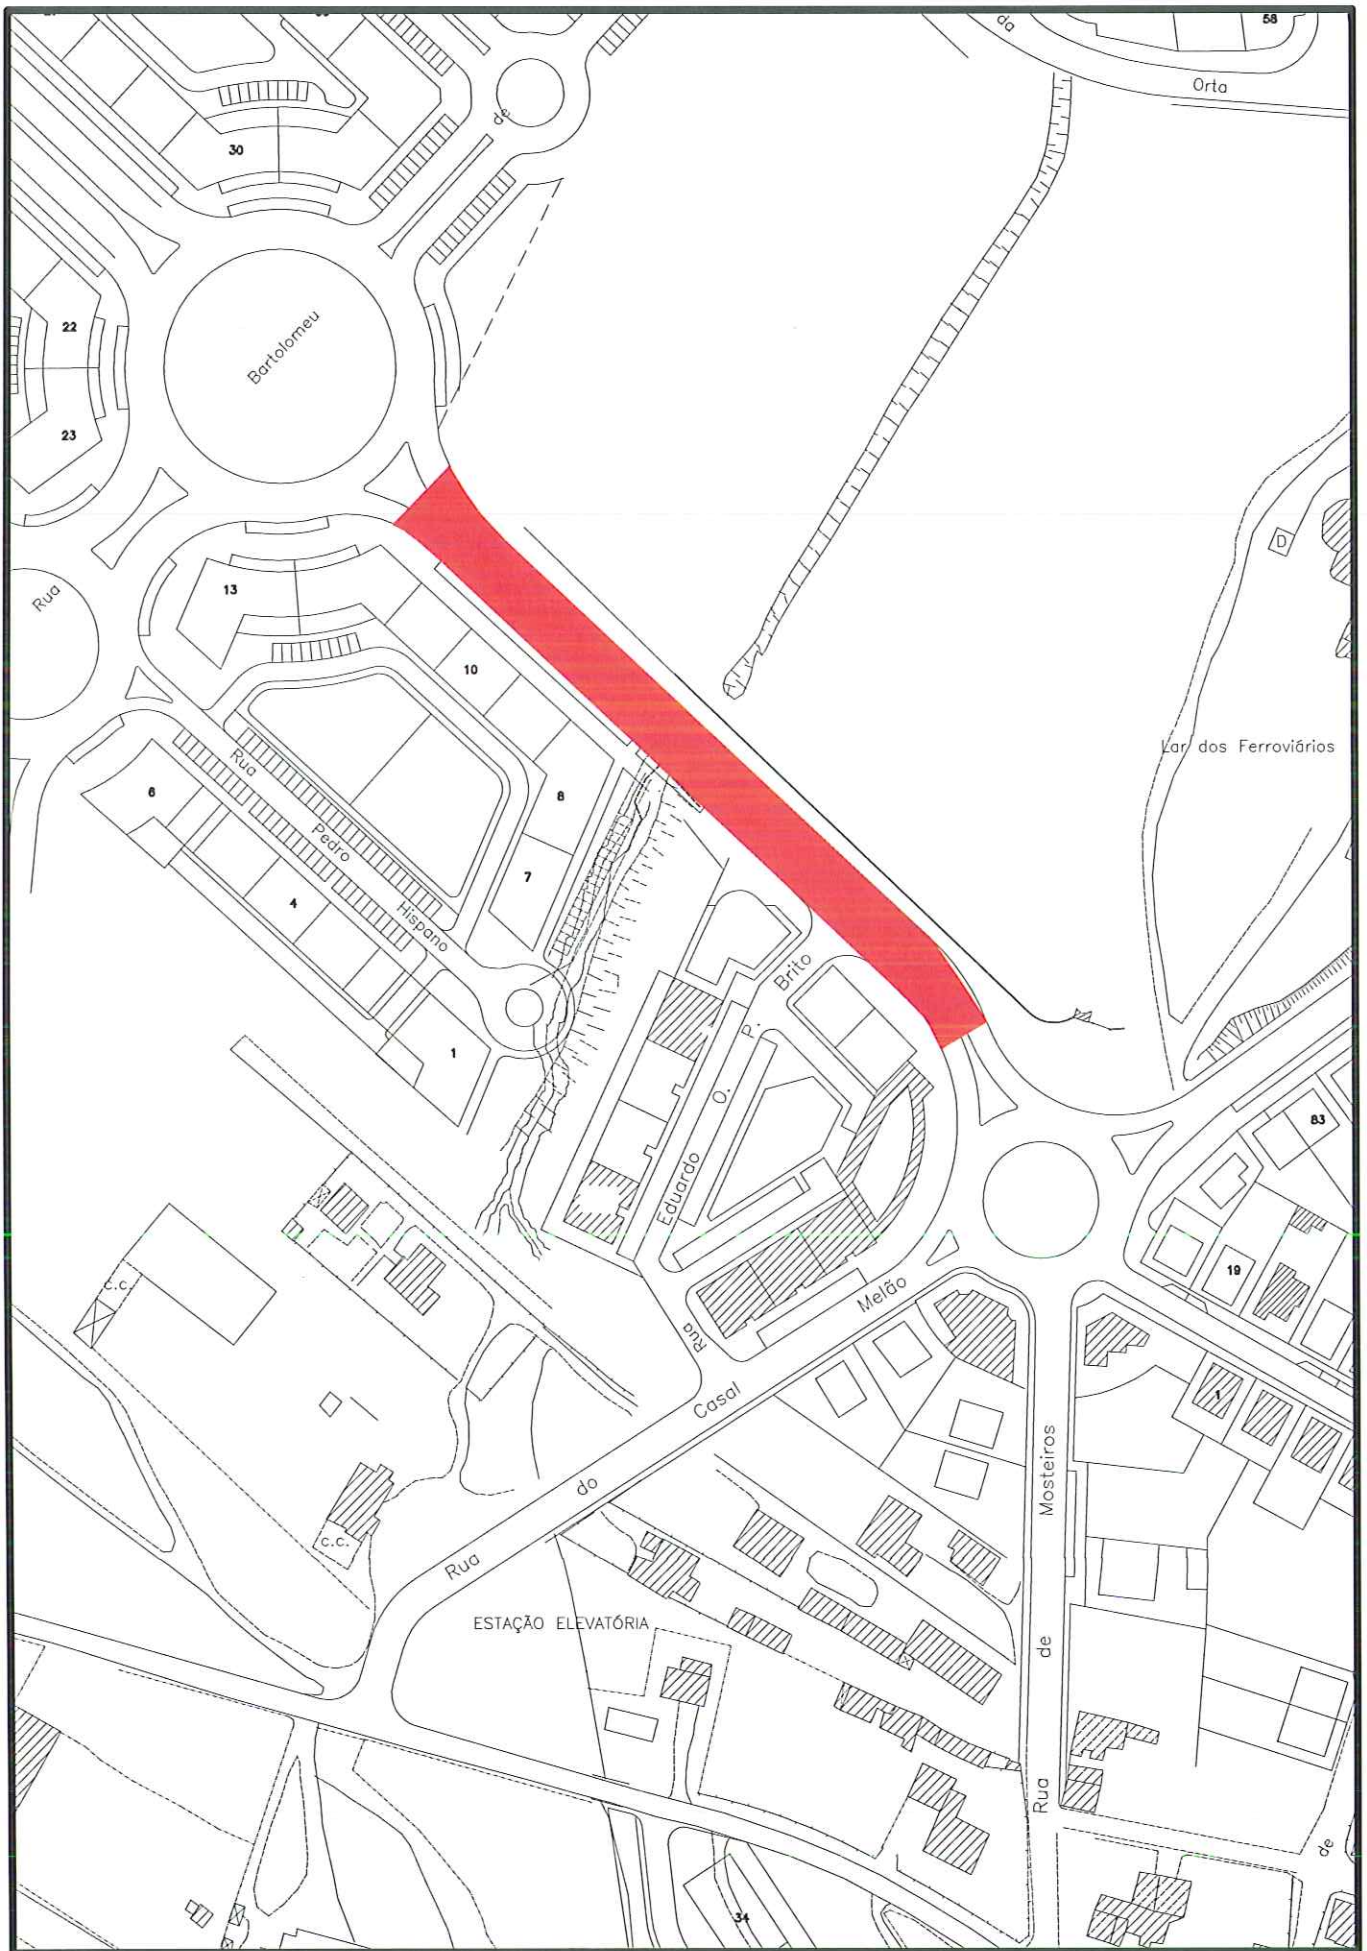 58
da
Orta
de
30
Bartolomeu
22
23
D
Rua
13
10
Lar dos Ferroviários
6
Rua Pedro Hispano
8
7
4
Brito
1
P.
O.
Eduardo
Rua
83
19
c.c.
Rua do Casal Melão
1
c.c.
Rua de Mosteiros
ESTAÇÃO ELEVATÓRIA
de
34